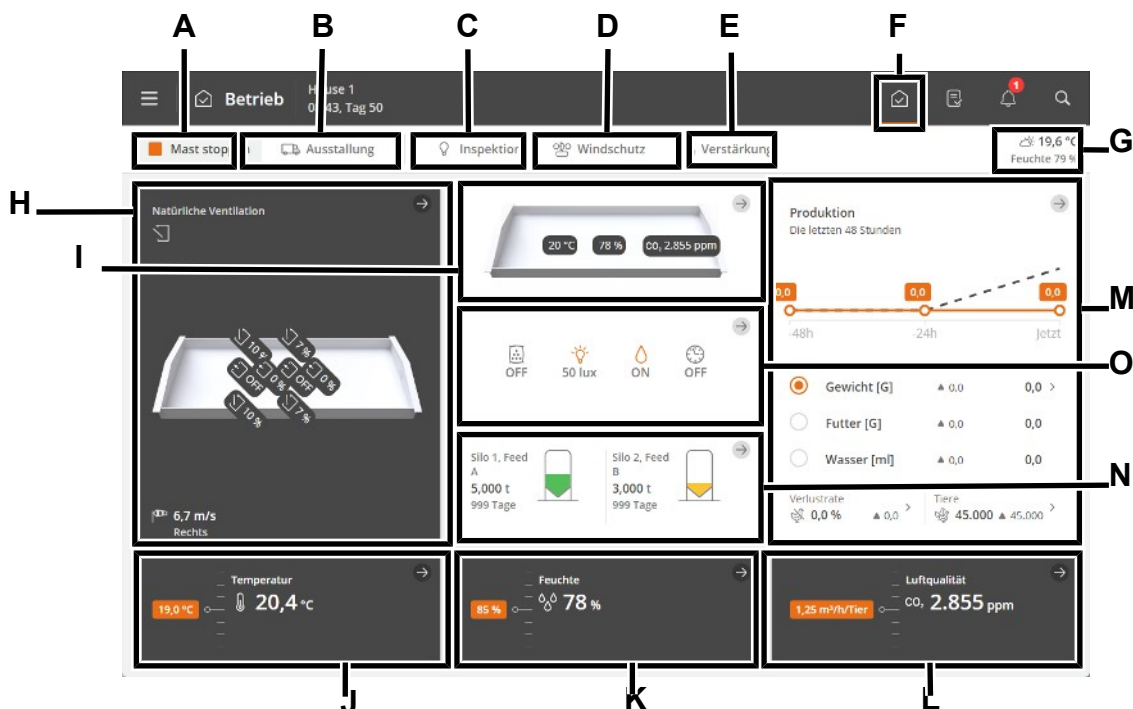 A B C D E F
Betrieb
House 1
Tag 50
1
Mast stop
Ausstallung
Inspektion
Windschutz
Verstärkung
19,6 °C
Feuchte 79 %
G
H
Natürliche Ventilation
10 %
7 %
OFF
0 %
OFF
0 %
10 %
7 %
6,7 m/s
Rechts
I
20 °C 78 % CO₂ 2.855 ppm
OFF 50 lux ON OFF
O
Silo 1, Feed
A
5,000 t
999 Tage
Silo 2, Feed
B
3,000 t
999 Tage
N
Produktion
Die letzten 48 Stunden
0,0 0,0 0,0
-48h -24h Jetzt
M
Gewicht [G] ▲ 0,0 0,0 >
Futter [G] ▲ 0,0 0,0
Wasser [ml] ▲ 0,0 0,0
Verlustrate
0,0 % ▲ 0,0 >
Tiere
45.000 ▲ 45.000 >
Temperatur
19,0 °C 20,4 °C
Feuchte
85 % 78 %
Luftqualität
1,25 m³/h/Tier CO₂ 2.855 ppm
J K L